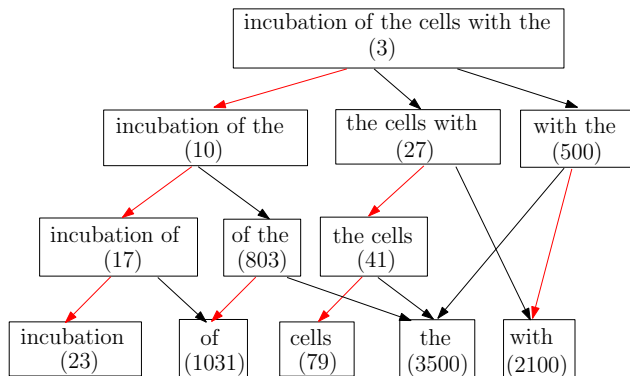 incubation of the cells with the
(3)
incubation of the
(10)
the cells with
(27)
with the
(500)
incubation of
(17)
of the
(803)
the cells
(41)
incubation
(23)
of
(1031)
cells
(79)
the
(3500)
with
(2100)